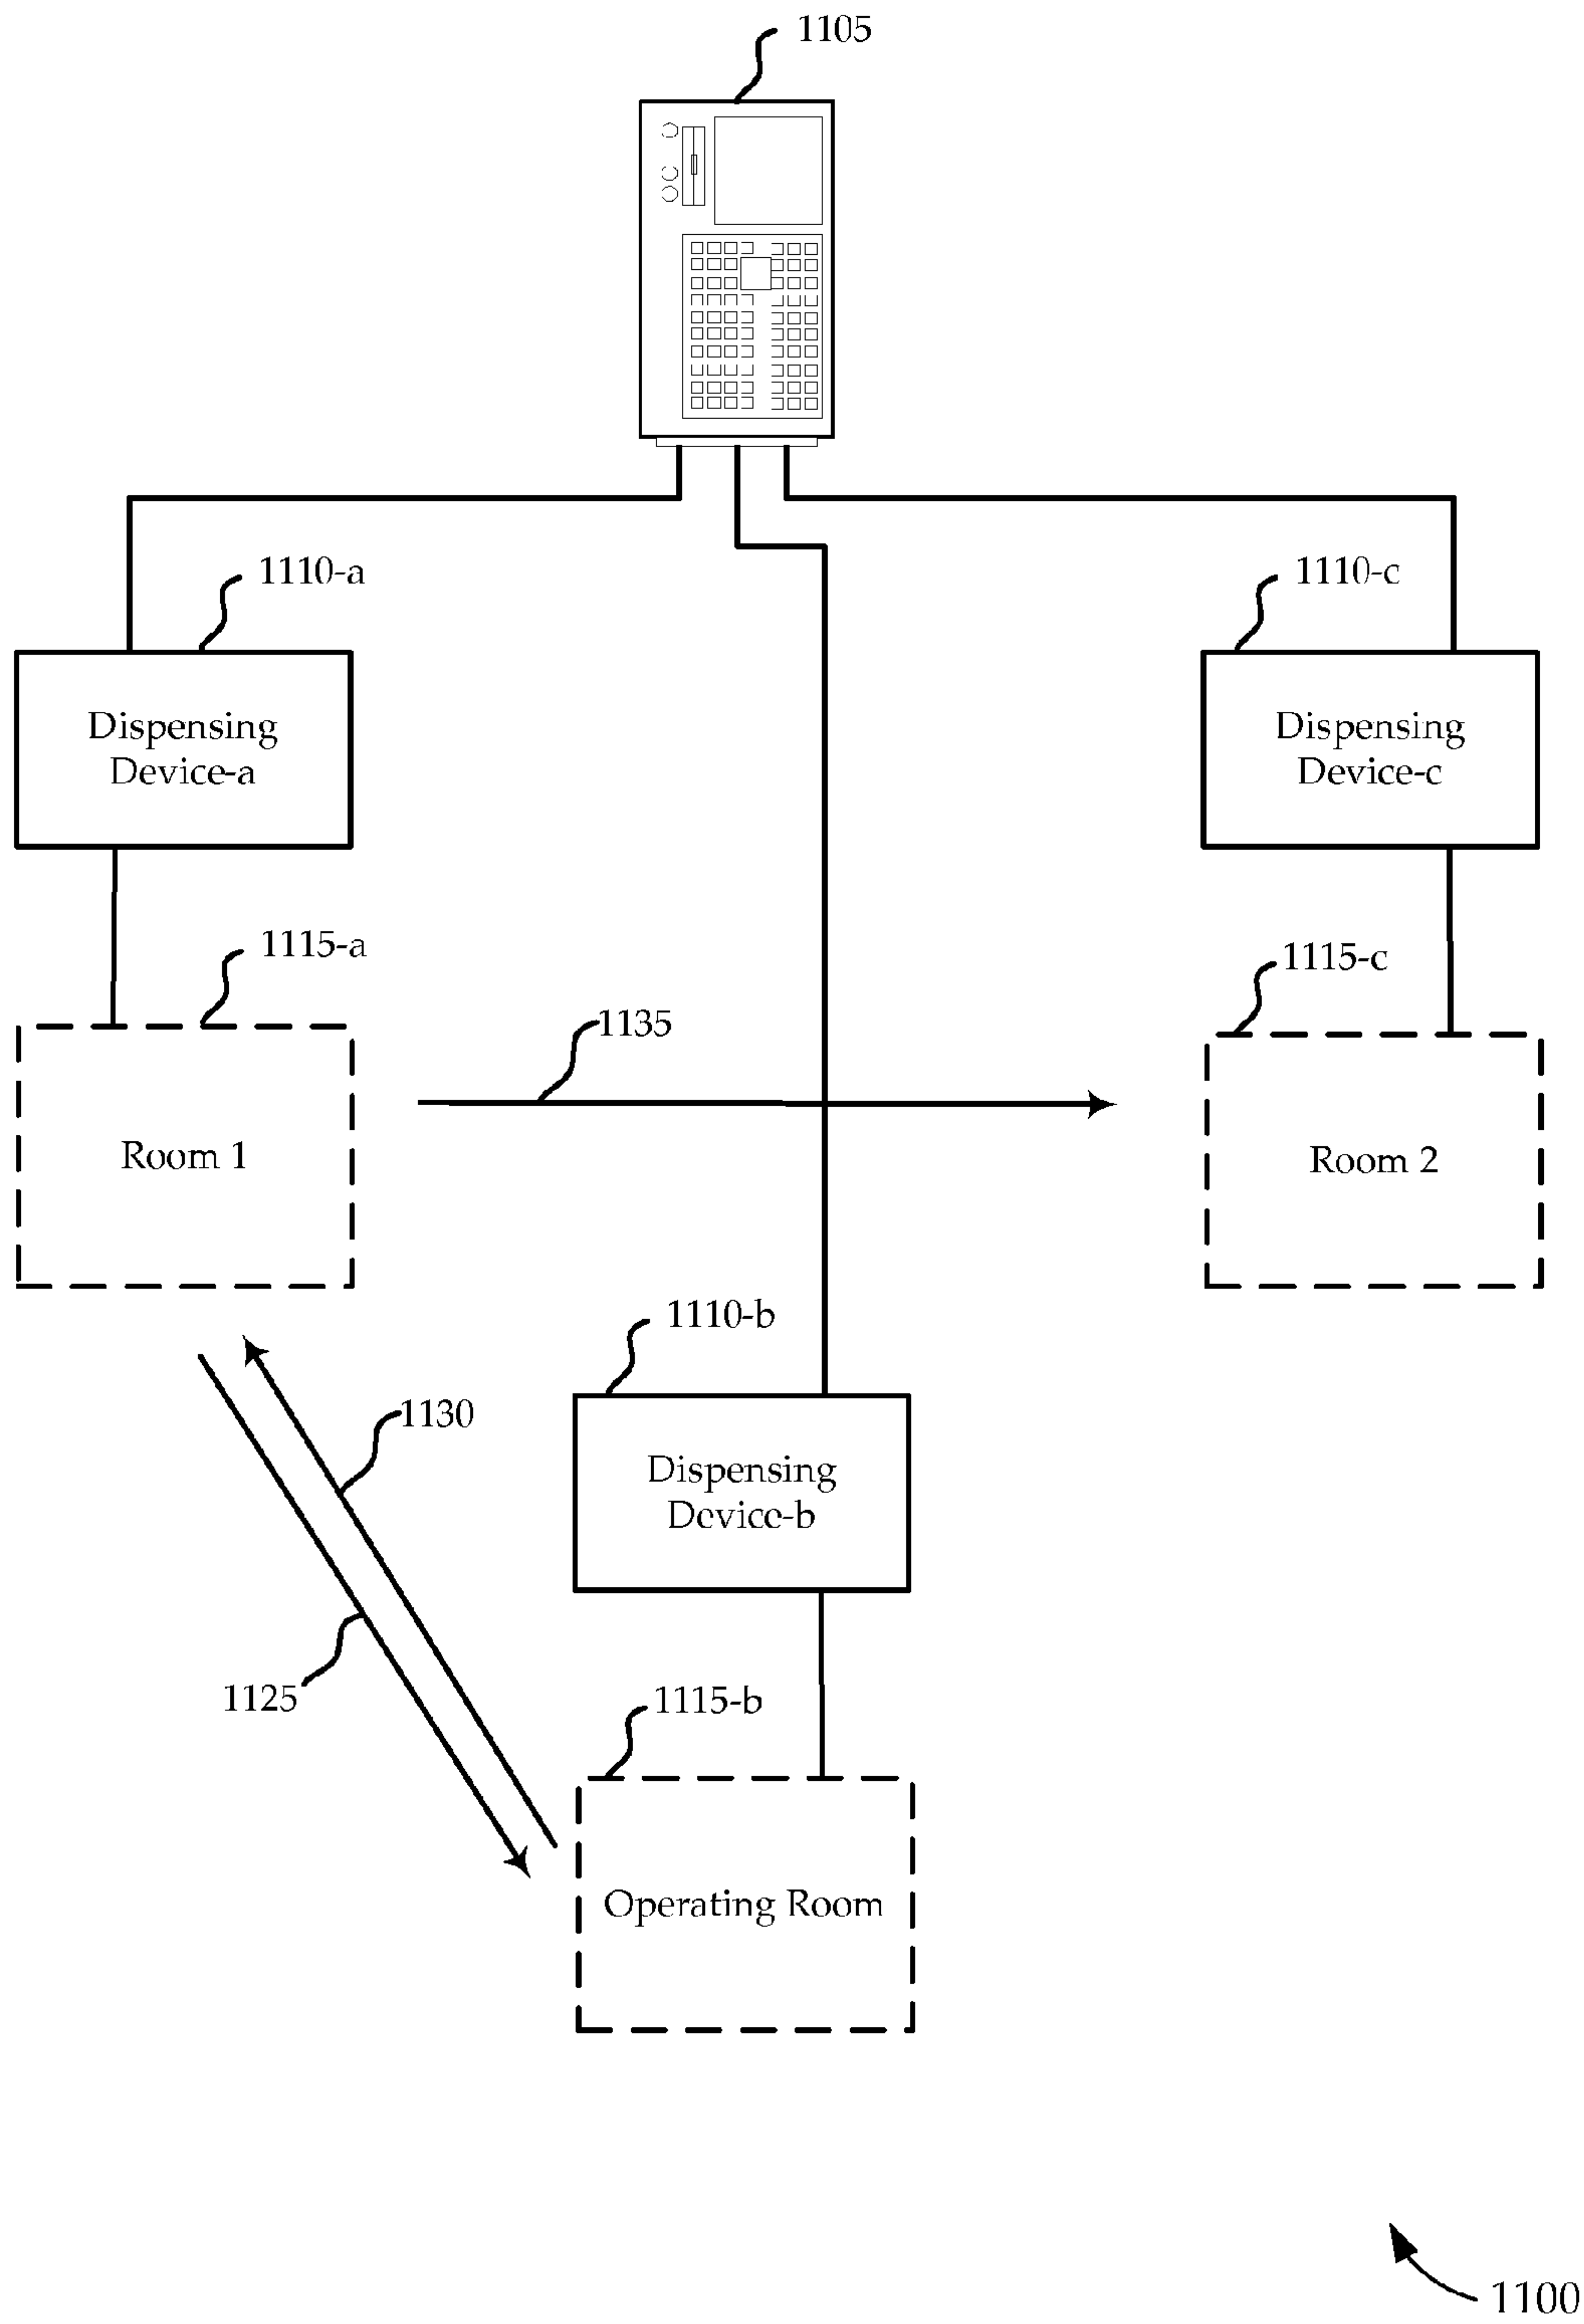 1105
1110-a
1110-c
Dispensing
Device-a
Dispensing
Device-c
1115-a
1115-c
1135
Room 1
Room 2
1110-b
1130
Dispensing
Device-b
1125
1115-b
Operating Room
1100